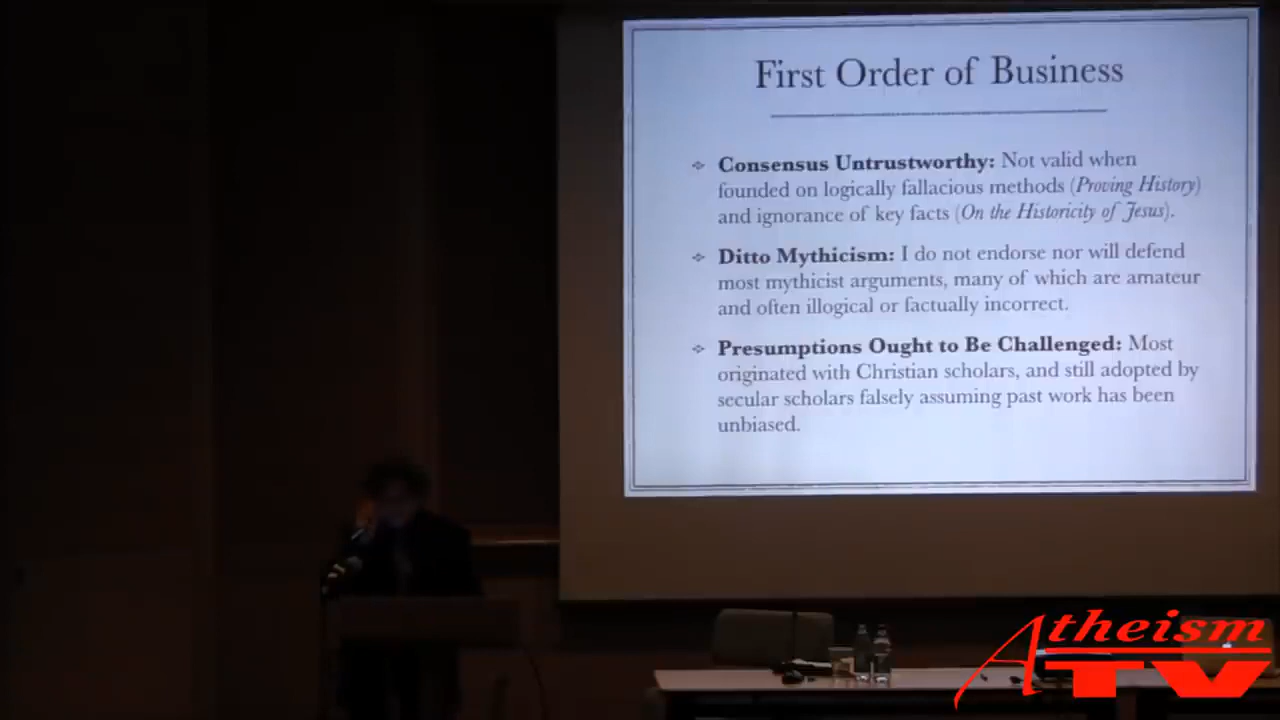 First Order of Business
Consensus Untrustworthy: Not valid when
founded on logically fallacious methods (Proving History)
and ignorance of key facts (On the Historicity of Jesus).
Ditto Mythicism: I do not endorse nor will defend
most mythicist arguments, many of which are amateur
and often illogical or factually incorrect.
Presumptions Ought to Be Challenged: Most
originated with Christian scholars, and still adopted by
secular scholars falsely assuming past work has been
unbiased.
Atheism
TV